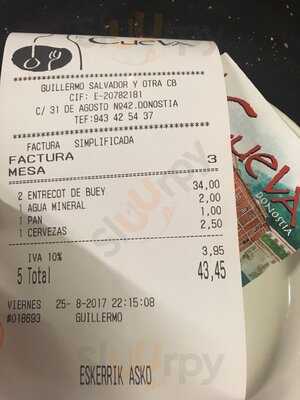 Cueva
GUILLERMO SALVADOR Y OTRA CB
CIF: E-20782181
C/ 31 DE AGOSTO Nº42.DONOSTIA
TEF:943 42 54 37
FACTURA SIMPLIFICADA
FACTURA
MESA 3
2 ENTRECOT DE BUEY 34,00
1 AGUA MINERAL 2,00
1 PAN 1,00
1 CERVEZAS 2,50
IVA 10% 3,95
5 Total 43,45
VIERNES 25- 8-2017 22:15:08
#018693 GUILLERMO
ESKERRIK ASKO
Cueva
DONOSTIA
Sluurpy